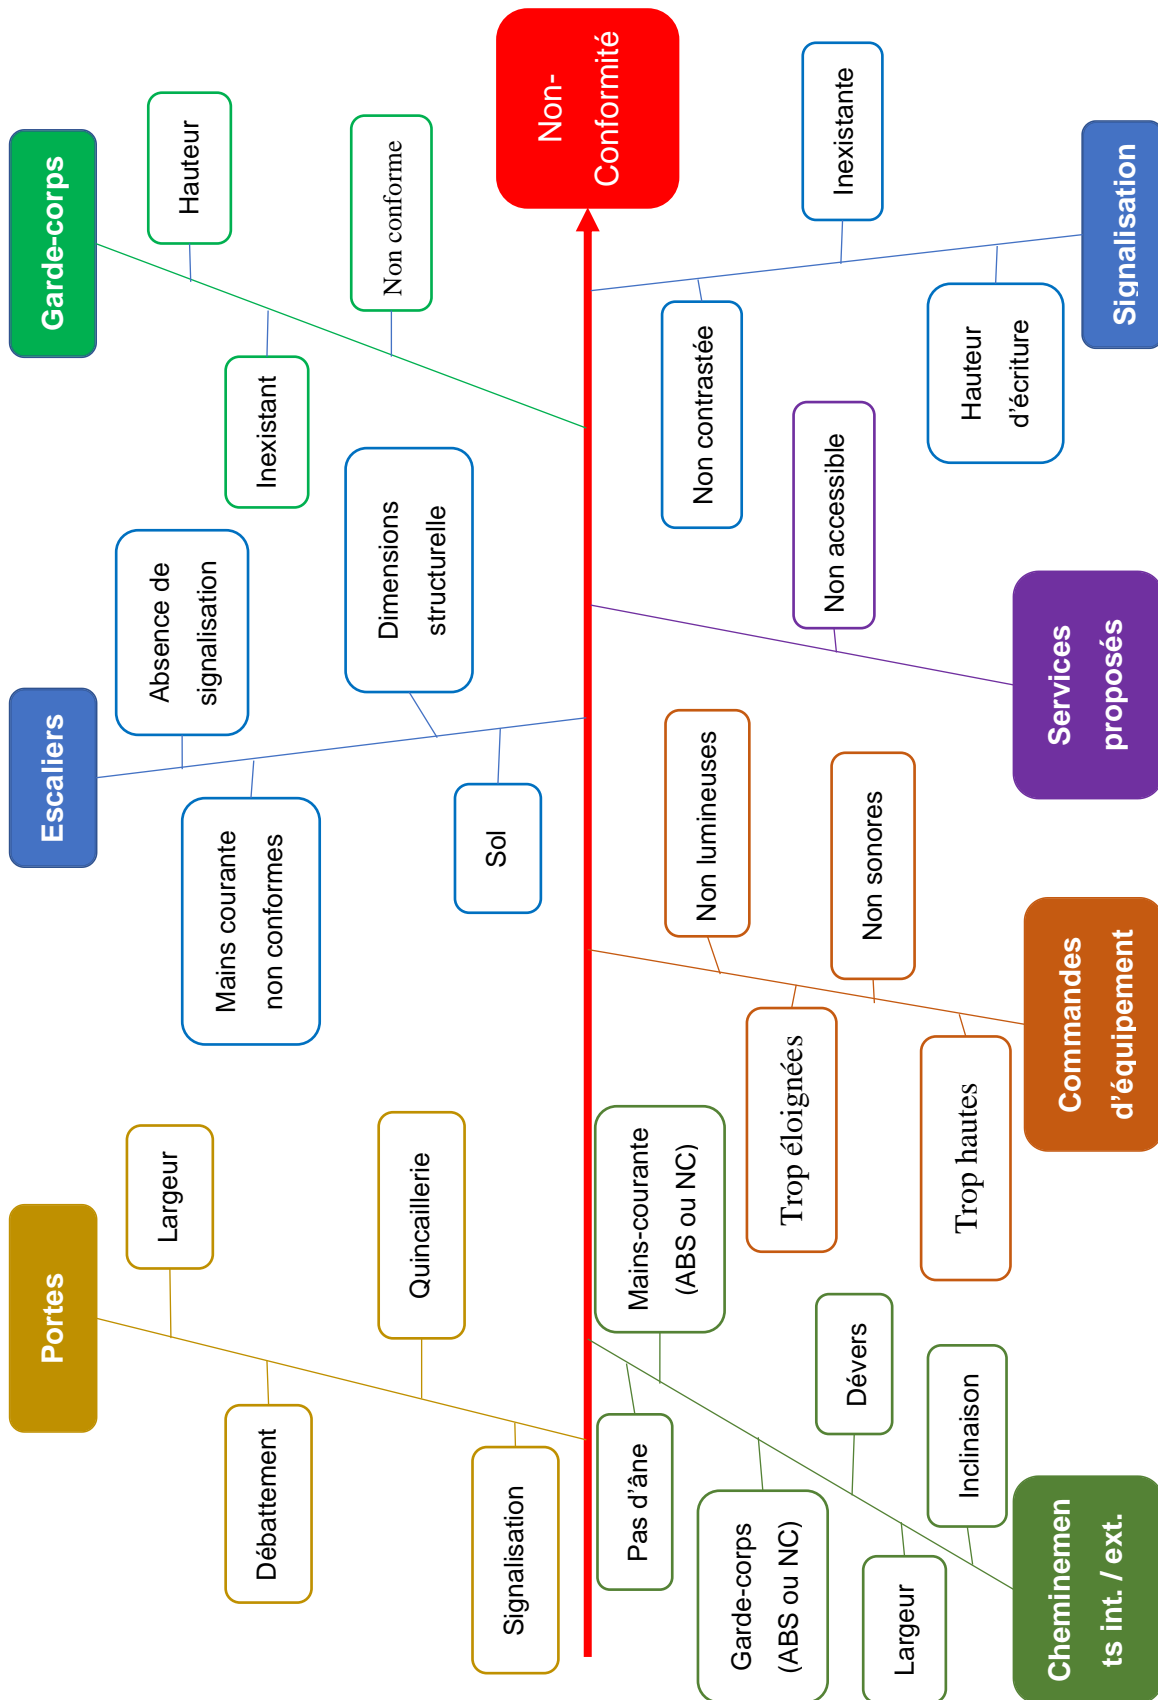 Portes
Escaliers
Garde-corps
Largeur
Débattement
Quincaillerie
Signalisation
Absence de
signalisation
Mains courante
non conformes
Dimensions
structurelle
Sol
Hauteur
Inexistant
Non conforme
Non-
Conformité
Pas d’âne
Mains-courante
(ABS ou NC)
Garde-corps
(ABS ou NC)
Dévers
Largeur
Inclinaison
Non lumineuses
Trop éloignées
Non sonores
Trop hautes
Non accessible
Non contrastée
Inexistante
Hauteur
d’écriture
Cheminemen
ts int. / ext.
Commandes
d’équipement
Services
proposés
Signalisation